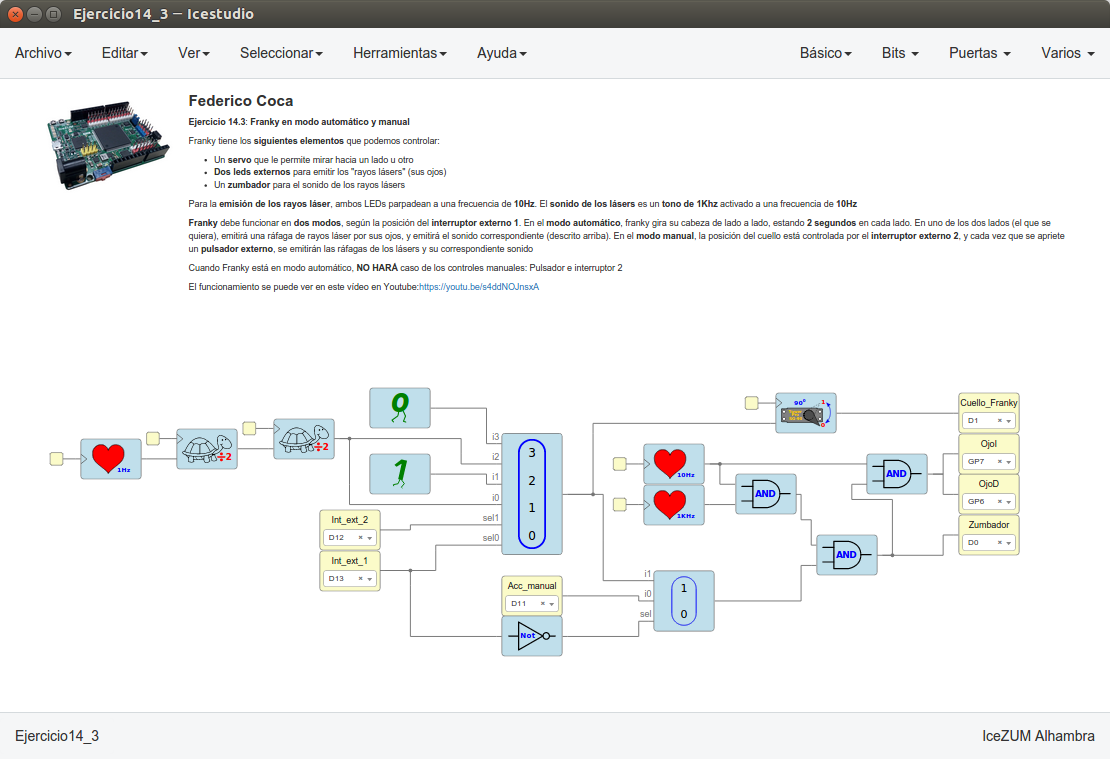 Ejercicio14_3 — Icestudio
Archivo Editar Ver Seleccionar Herramientas Ayuda Básico Bits Puertas Varios
Federico Coca
Ejercicio 14.3: Franky en modo automático y manual
Franky tiene los siguientes elementos que podemos controlar:
• Un servo que le permite mirar hacia un lado u otro
• Dos leds externos para emitir los "rayos lásers" (sus ojos)
• Un zumbador para el sonido de los rayos lásers
Para la emisión de los rayos láser, ambos LEDs parpadean a una frecuencia de 10Hz. El sonido de los lásers es un tono de 1Khz activado a una frecuencia de 10Hz
Franky debe funcionar en dos modos, según la posición del interruptor externo 1. En el modo automático, franky gira su cabeza de lado a lado, estando 2 segundos en cada lado. En uno de los dos lados (el que se
quiera), emitirá una ráfaga de rayos láser por sus ojos, y emitirá el sonido correspondiente (descrito arriba). En el modo manual, la posición del cuello está controlada por el interruptor externo 2, y cada vez que se apriete
un pulsador externo, se emitirán las ráfagas de los lásers y su correspondiente sonido
Cuando Franky está en modo automático, NO HARÁ caso de los controles manuales: Pulsador e interruptor 2
El funcionamiento se puede ver en este vídeo en Youtube:https://youtu.be/s4ddNOJnsxA
1Hz
÷2
÷2
0
1
Int_ext_2
D12
Int_ext_1
D13
i3
i2
i1
i0
sel1
sel0
3
2
1
0
Acc_manual
D11
Not
10Hz
1KHz
AND
i1
i0
sel
1
0
90º
1
0
AND
AND
Cuello_Franky
D1
OjoI
GP7
OjoD
GP6
Zumbador
D0
Ejercicio14_3
IceZUM Alhambra